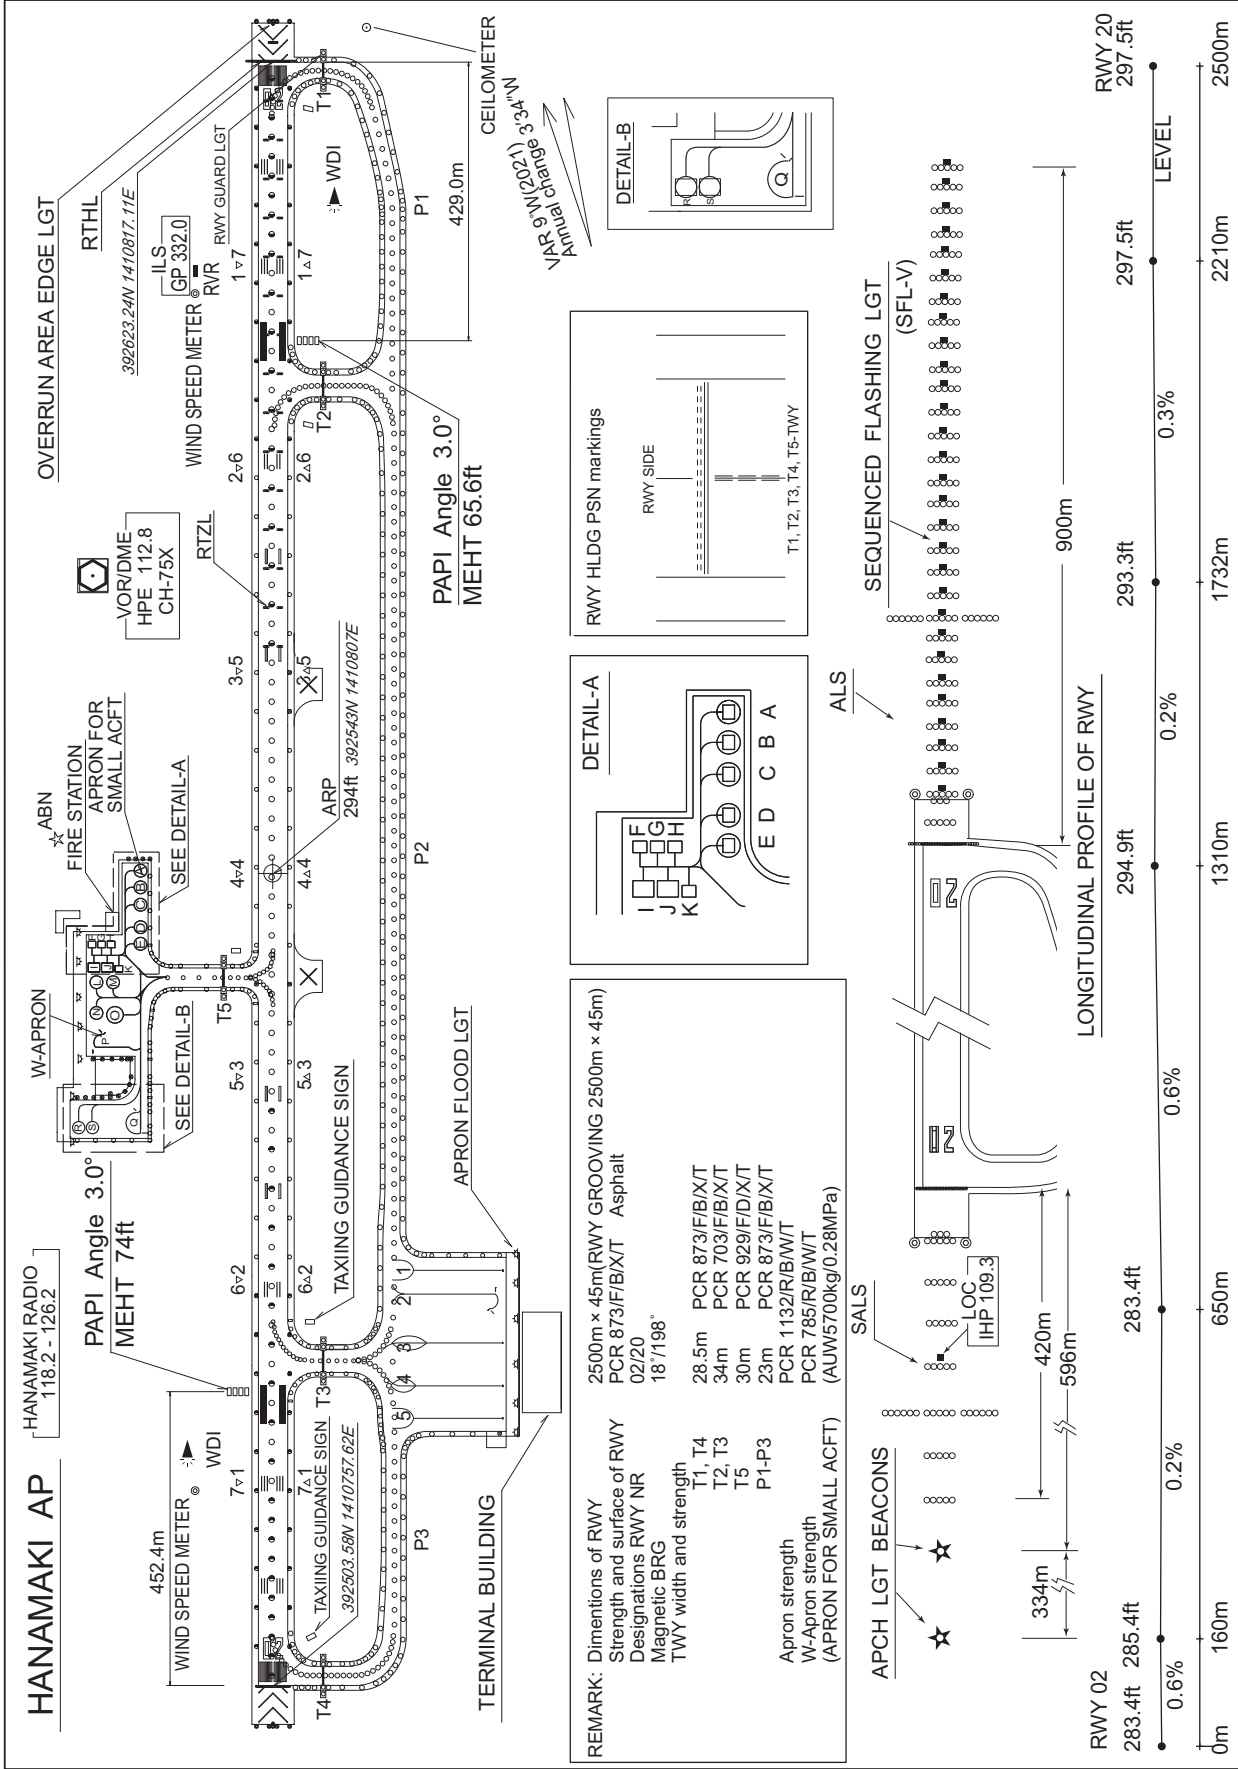 HANAMAKI AP
HANAMAKI RADIO
118.2 - 126.2
PAPI Angle 3.0°
MEHT 74ft
452.4m
WIND SPEED METER
WDI
W-APRON
SEE DETAIL-B
ABN
FIRE STATION
APRON FOR
SMALL ACFT
SEE DETAIL-A
VOR/DME
HPE 112.8
CH-75X
OVERRUN AREA EDGE LGT
RTHL
392623.24N 1410817.11E
ILS
GP 332.0
WIND SPEED METER
RVR
RWY GUARD LGT
RTZL
R
S
Q
P
N
O
L
M
I
J
K
F
G
H
E
D
C
B
A
T5
7▿1
6▿2
5▿3
4▿4
3▿5
2▿6
1▿7
7▵1
6▵2
5▵3
4▵4
3▵5
2▵6
1▵7
TAXIING GUIDANCE SIGN
392503.58N 1410757.62E
TAXIING GUIDANCE SIGN
ARP
294ft 392543N 1410807E
T4
T3
T2
T1
WDI
CEILOMETER
P3
P2
P1
5
4
3
2
1
APRON FLOOD LGT
TERMINAL BUILDING
PAPI Angle 3.0°
MEHT 65.6ft
429.0m
VAR 9°W(2021)
Annual change 3'34"W
REMARK: Dimentions of RWY 2500m × 45m(RWY GROOVING 2500m × 45m)
Strength and surface of RWY PCR 873/F/B/X/T Asphalt
Designations RWY NR 02/20
Magnetic BRG 18°/198°
TWY width and strength
T1, T4 28.5m PCR 873/F/B/X/T
T2, T3 34m PCR 703/F/B/X/T
T5 30m PCR 929/F/D/X/T
P1-P3 23m PCR 873/F/B/X/T
Apron strength PCR 1132/R/B/W/T
W-Apron strength PCR 785/R/B/W/T
(APRON FOR SMALL ACFT) (AUW5700kg/0.28MPa)
DETAIL-A
I
J
K
F
G
H
E D C B A
RWY HLDG PSN markings
RWY SIDE
T1, T2, T3, T4, T5-TWY
DETAIL-B
R
S
Q
APCH LGT BEACONS
SALS
LOC
IHP 109.3
ALS
SEQUENCED FLASHING LGT
(SFL-V)
334m
420m
596m
900m
02
20
LONGITUDINAL PROFILE OF RWY
RWY 02
RWY 20
283.4ft
285.4ft
283.4ft
294.9ft
293.3ft
297.5ft
297.5ft
0.6%
0.2%
0.6%
0.2%
0.3%
LEVEL
0m
160m
650m
1310m
1732m
2210m
2500m